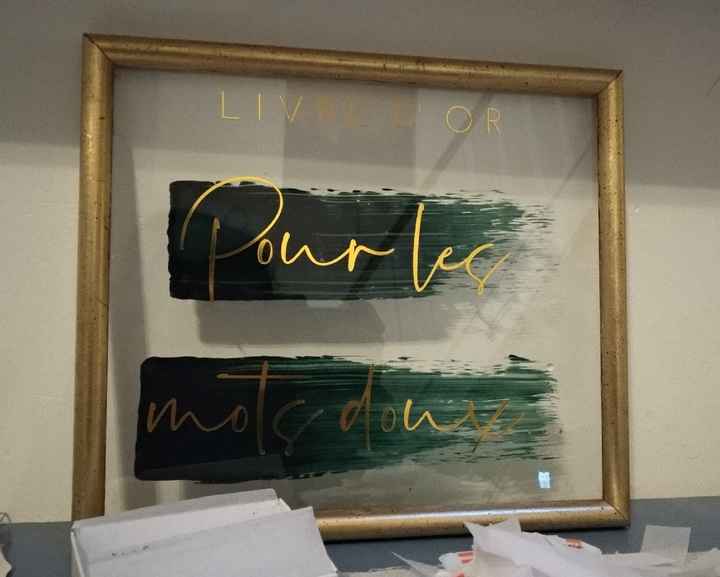 LIVRE D'OR
Pour les
mots doux